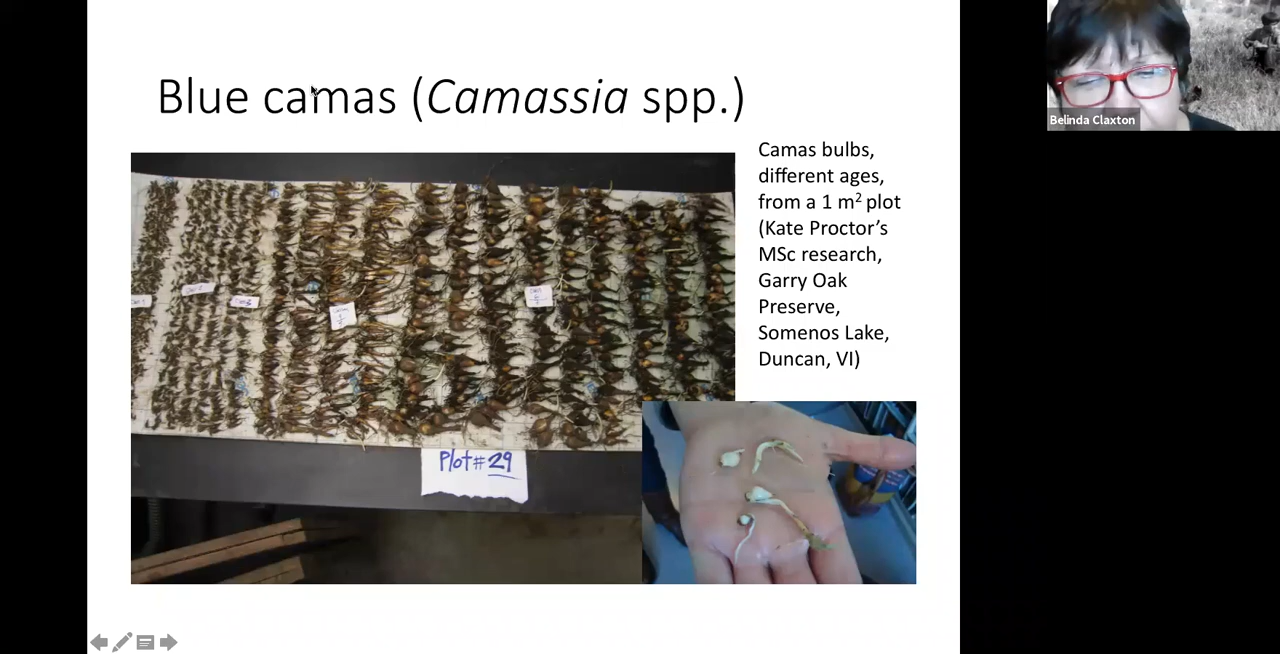 Blue camas (Camassia spp.)
Camas bulbs,
different ages,
from a 1 m² plot
(Kate Proctor's
MSc research,
Garry Oak
Preserve,
Somenos Lake,
Duncan, VI)
Plot# 29
Belinda Claxton